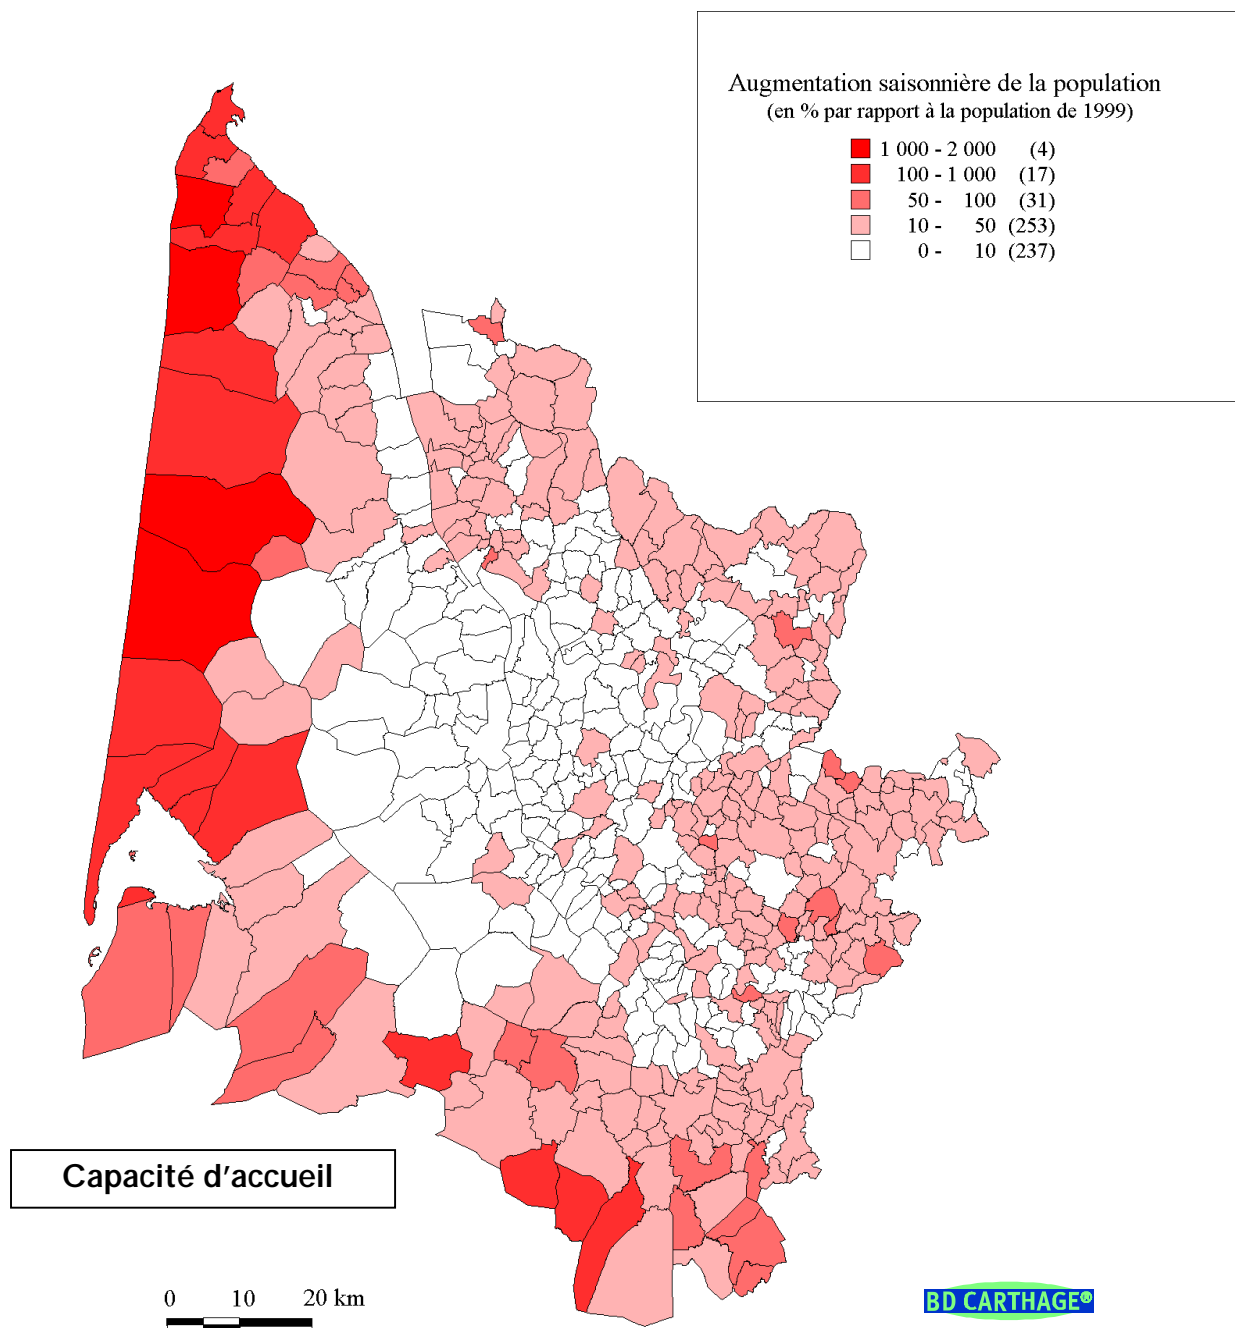 Augmentation saisonnière de la population
(en % par rapport à la population de 1999)
1 000 - 2 000 (4)
100 - 1 000 (17)
50 - 100 (31)
10 - 50 (253)
0 - 10 (237)
Capacité d'accueil
0 10 20 km
BD CARTHAGE®